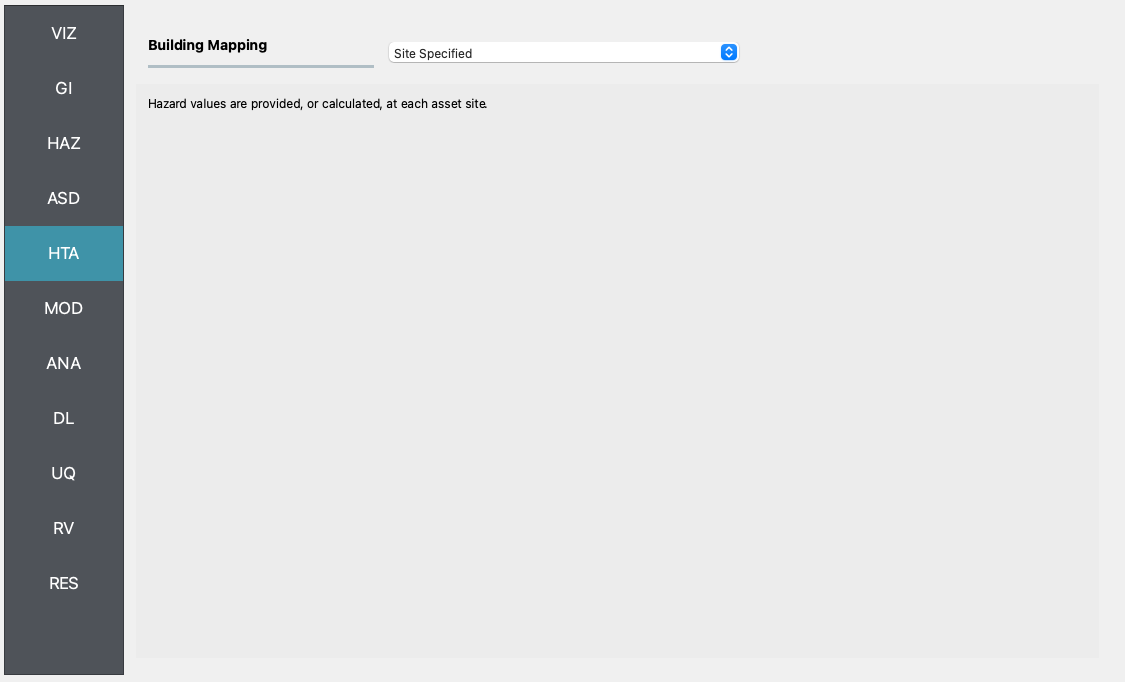 VIZ
GI
HAZ
ASD
HTA
MOD
ANA
DL
UQ
RV
RES
Building Mapping
Site Specified
Hazard values are provided, or calculated, at each asset site.